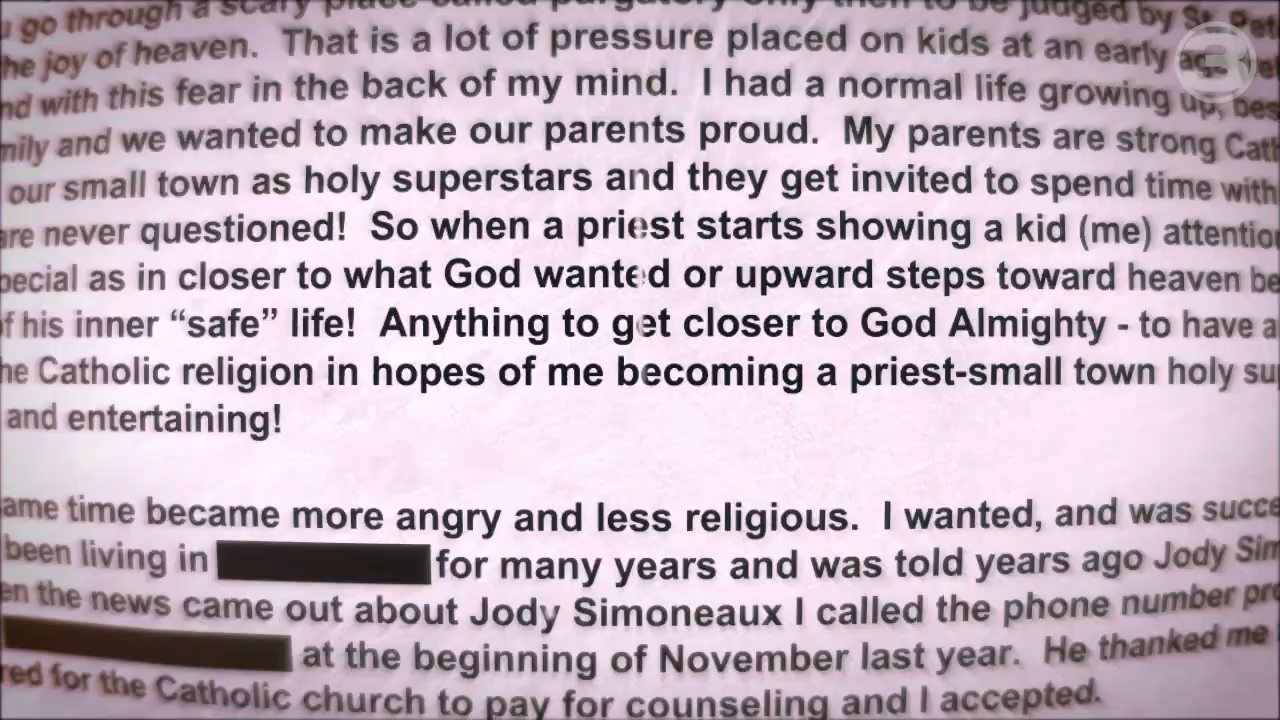 go through a scary place called purgatory only then to be judged by St. Pet
he joy of heaven. That is a lot of pressure placed on kids at an early age
nd with this fear in the back of my mind. I had a normal life growing up, bes
mily and we wanted to make our parents proud. My parents are strong Cath
our small town as holy superstars and they get invited to spend time with
are never questioned! So when a priest starts showing a kid (me) attention
pecial as in closer to what God wanted or upward steps toward heaven be
f his inner “safe” life! Anything to get closer to God Almighty - to have a
he Catholic religion in hopes of me becoming a priest-small town holy su
and entertaining!
ame time became more angry and less religious. I wanted, and was succe
been living in for many years and was told years ago Jody Sim
en the news came out about Jody Simoneaux I called the phone number pro
at the beginning of November last year. He thanked me
red for the Catholic church to pay for counseling and I accepted.
3